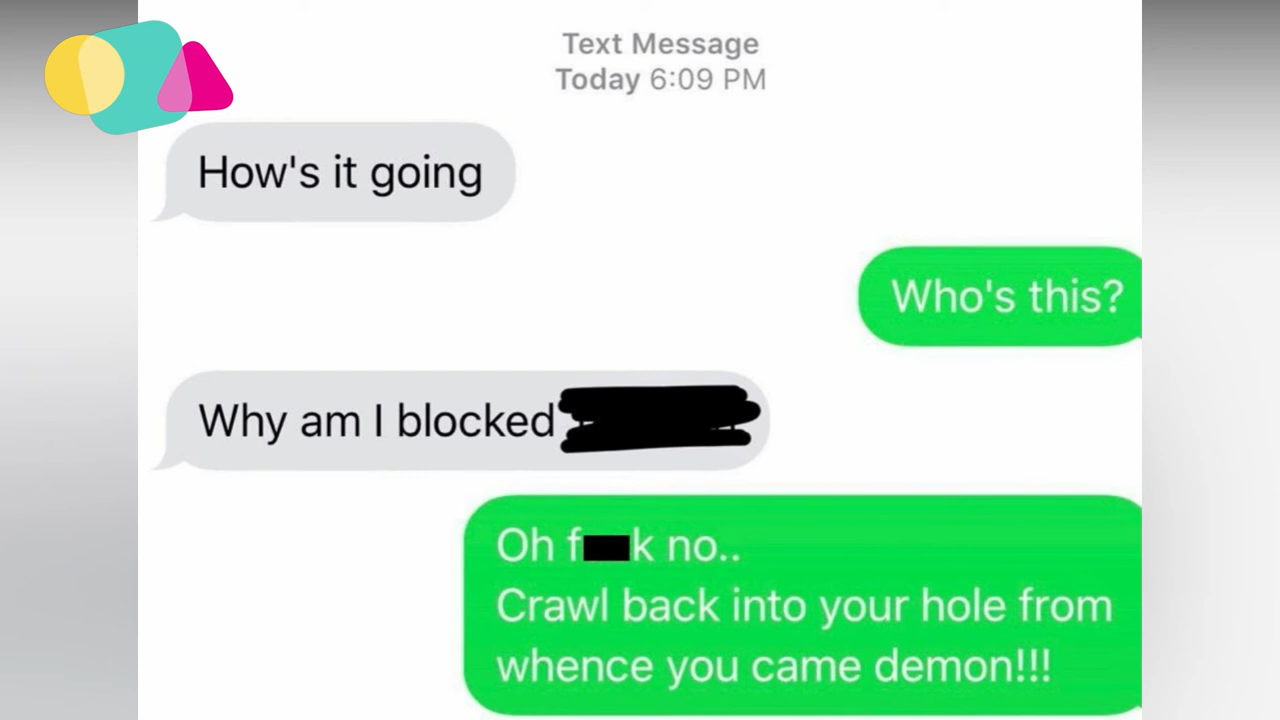 Text Message
Today 6:09 PM
How's it going
Who's this?
Why am I blocked
Oh f k no..
Crawl back into your hole from
whence you came demon!!!